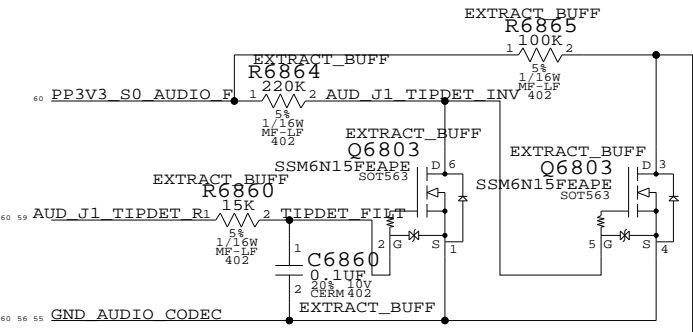 EXTRACT_BUFF
R6865
100K
1 2
5%
1/16W
MF-LF
402
EXTRACT_BUFF
R6864
220K
60 PP3V3_S0_AUDIO_F 1 2 AUD_J1_TIPDET_INV
5%
1/16W
MF-LF
402
EXTRACT_BUFF
Q6803
SSM6N15FEAPE
SOT563
D 6
2 G S
1
EXTRACT_BUFF
Q6803
SSM6N15FEAPE
SOT563
D 3
5 G S
4
EXTRACT_BUFF
R6860
15K
60 59 AUD_J1_TIPDET_R 1 2 TIPDET_FILT
5%
1/16W
MF-LF
402
1
C6860
0.1UF
2 20% 10V
CERM 402
EXTRACT_BUFF
60 56 55 GND_AUDIO_CODEC